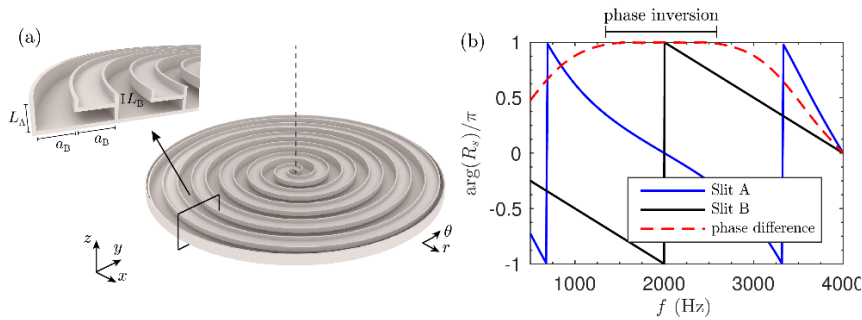 (a)
L_A
L_B
a_B
a_B
z
y
x
θ
r
phase inversion
(b)
arg(R_s)/π
1
0.5
0
-0.5
-1
Slit A
Slit B
phase difference
1000
2000
3000
4000
f (Hz)